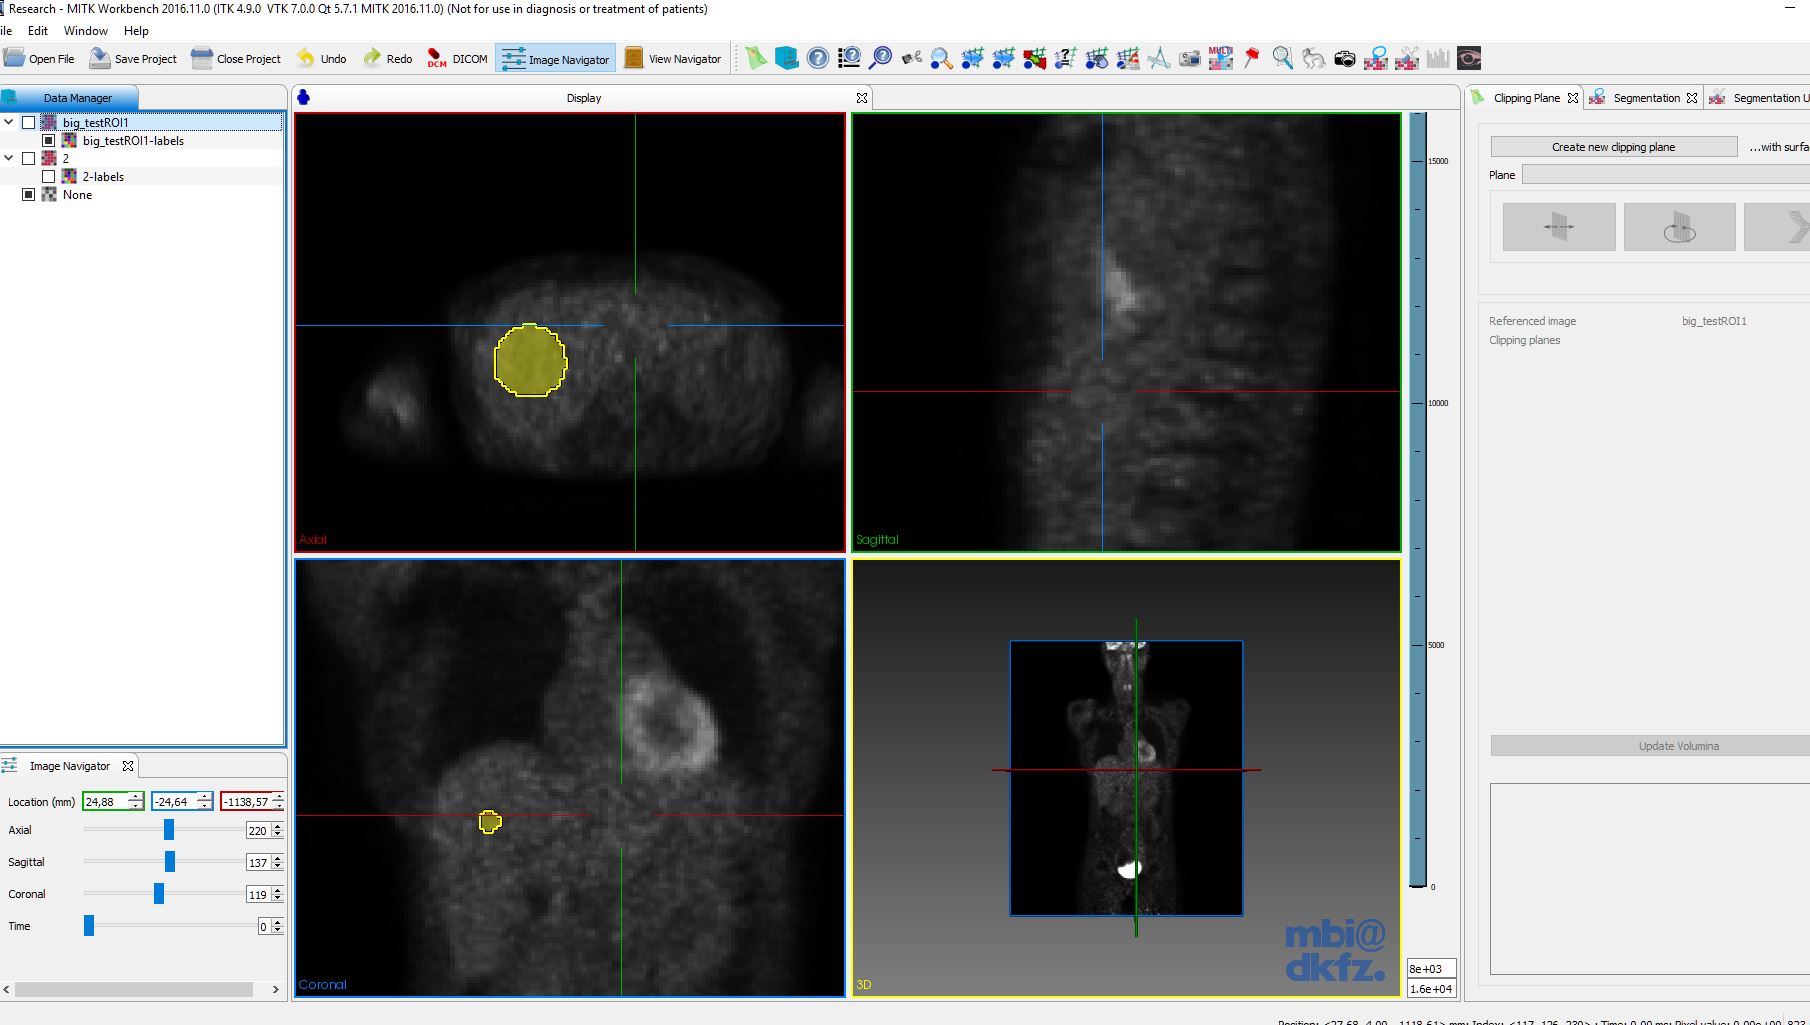 Research - MITK Workbench 2016.11.0 (ITK 4.9.0 VTK 7.0.0 Qt 5.7.1 MITK 2016.11.0) (Not for use in diagnosis or treatment of patients)
ile Edit Window Help
Open File Save Project Close Project Undo Redo DCM DICOM Image Navigator View Navigator MULTI
Data Manager
Display
Clipping Plane Segmentation Segmentation U
big_testROI1
big_testROI1-labels
2
2-labels
None
Axial
Sagittal
Coronal
3D
mbi@
dkfz.
15000
10000
5000
0
8e+03
1.6e+04
Create new clipping plane ...with surfa
Plane
Referenced image big_testROI1
Clipping planes
Update Volumina
Image Navigator
Location (mm) 24,88 -24,64 -1138,57
Axial 220
Sagittal 137
Coronal 119
Time 0